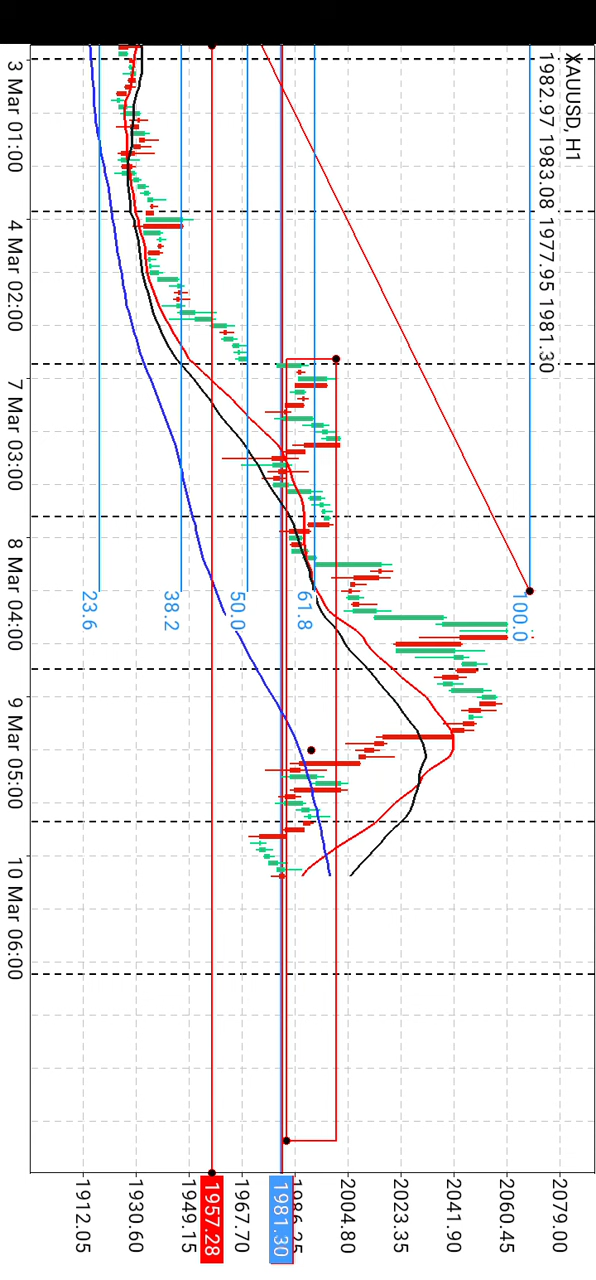 XAUUSD, H1
1982.97 1983.08 1977.95 1981.30
100.0
61.8
50.0
38.2
23.6
2079.00
2060.45
2041.90
2023.35
2004.80
1981.30
1967.70
1957.28
1949.15
1930.60
1912.05
3 Mar 01:00
4 Mar 02:00
7 Mar 03:00
8 Mar 04:00
9 Mar 05:00
10 Mar 06:00